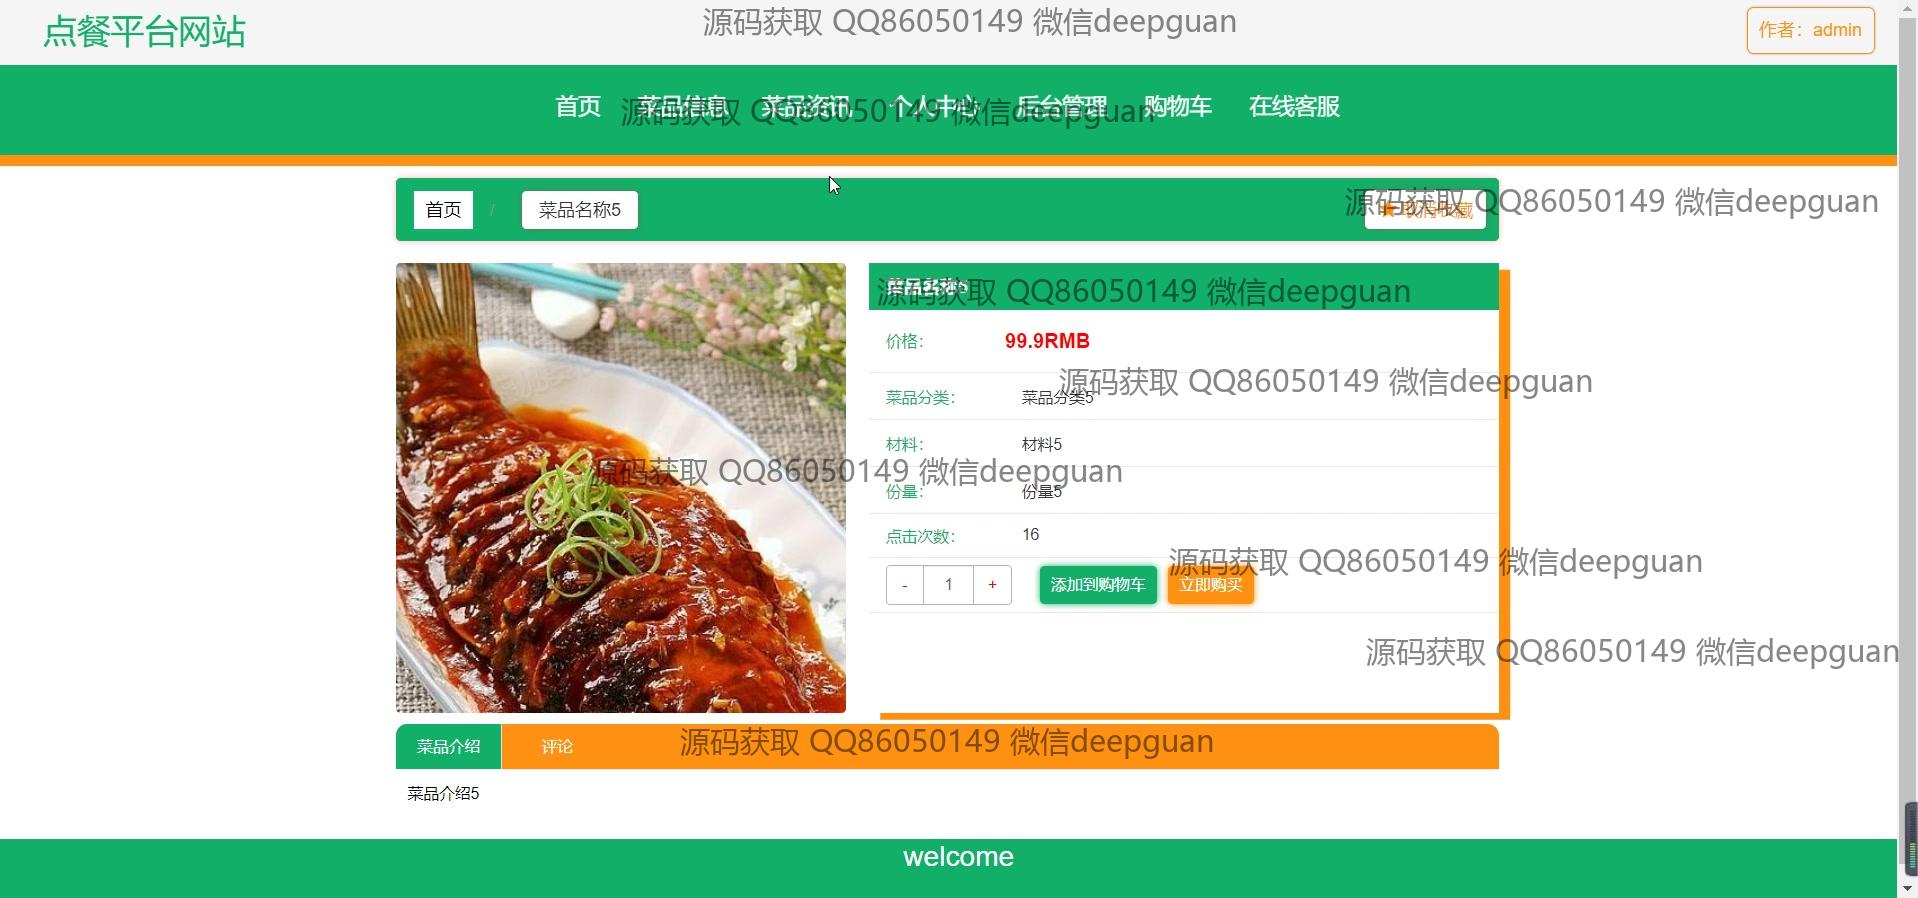 点餐平台网站
源码获取 QQ86050149 微信deepguan
作者：admin
首页 菜品信息 菜品资讯 个人中心 后台管理 购物车 在线客服
源码获取 QQ86050149 微信deepguan
首页 / 菜品名称5
取消收藏
源码获取 QQ86050149 微信deepguan
菜品名称5
源码获取 QQ86050149 微信deepguan
价格： 99.9RMB
源码获取 QQ86050149 微信deepguan
菜品分类： 菜品分类5
材料： 材料5
源码获取 QQ86050149 微信deepguan
份量： 份量5
点击次数： 16
源码获取 QQ86050149 微信deepguan
- 1 + 添加到购物车 立即购买
源码获取 QQ86050149 微信deepguan
菜品介绍 评论
源码获取 QQ86050149 微信deepguan
菜品介绍5
welcome